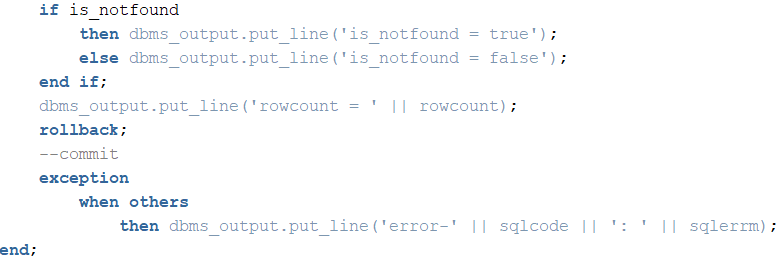 if is_notfound
then dbms_output.put_line('is_notfound = true');
else dbms_output.put_line('is_notfound = false');
end if;
dbms_output.put_line('rowcount = ' || rowcount);
rollback;
--commit
exception
when others
then dbms_output.put_line('error-' || sqlcode || ': ' || sqlerrm);
end;